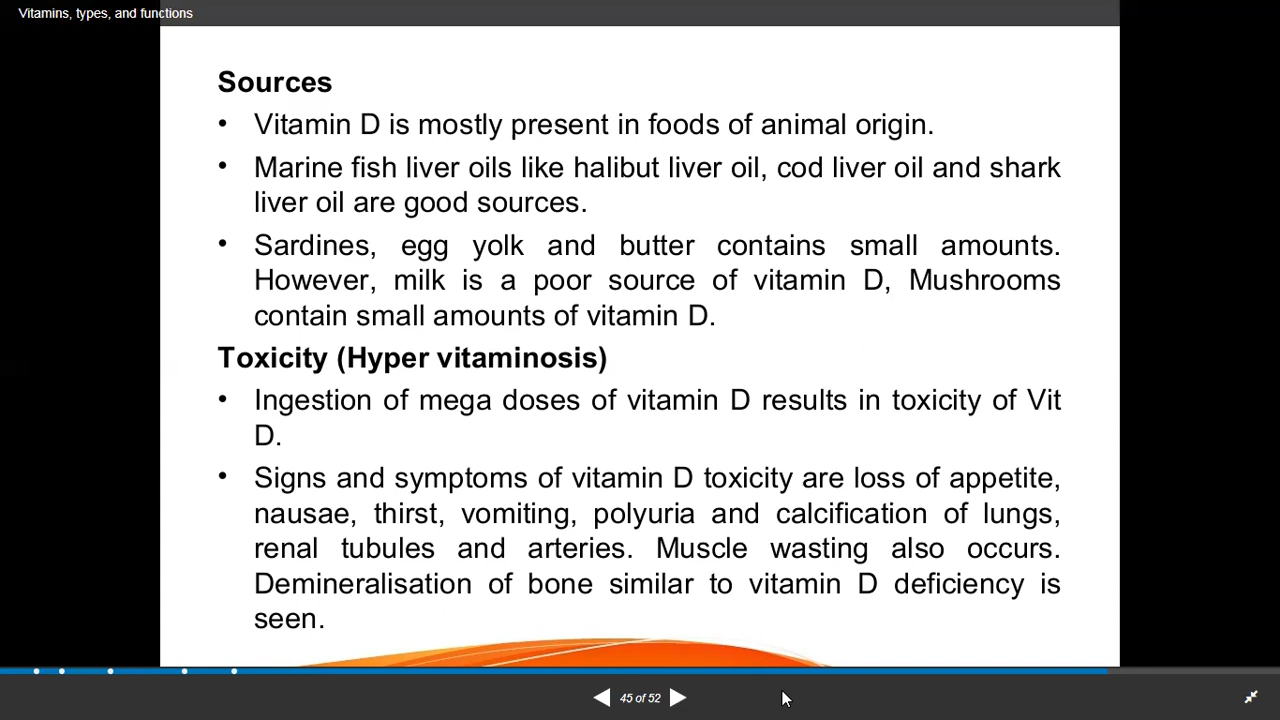 Vitamins, types, and functions
Sources
• Vitamin D is mostly present in foods of animal origin.
• Marine fish liver oils like halibut liver oil, cod liver oil and shark
liver oil are good sources.
• Sardines, egg yolk and butter contains small amounts.
However, milk is a poor source of vitamin D, Mushrooms
contain small amounts of vitamin D.
Toxicity (Hyper vitaminosis)
• Ingestion of mega doses of vitamin D results in toxicity of Vit
D.
• Signs and symptoms of vitamin D toxicity are loss of appetite,
nausae, thirst, vomiting, polyuria and calcification of lungs,
renal tubules and arteries. Muscle wasting also occurs.
Demineralisation of bone similar to vitamin D deficiency is
seen.
45 of 52